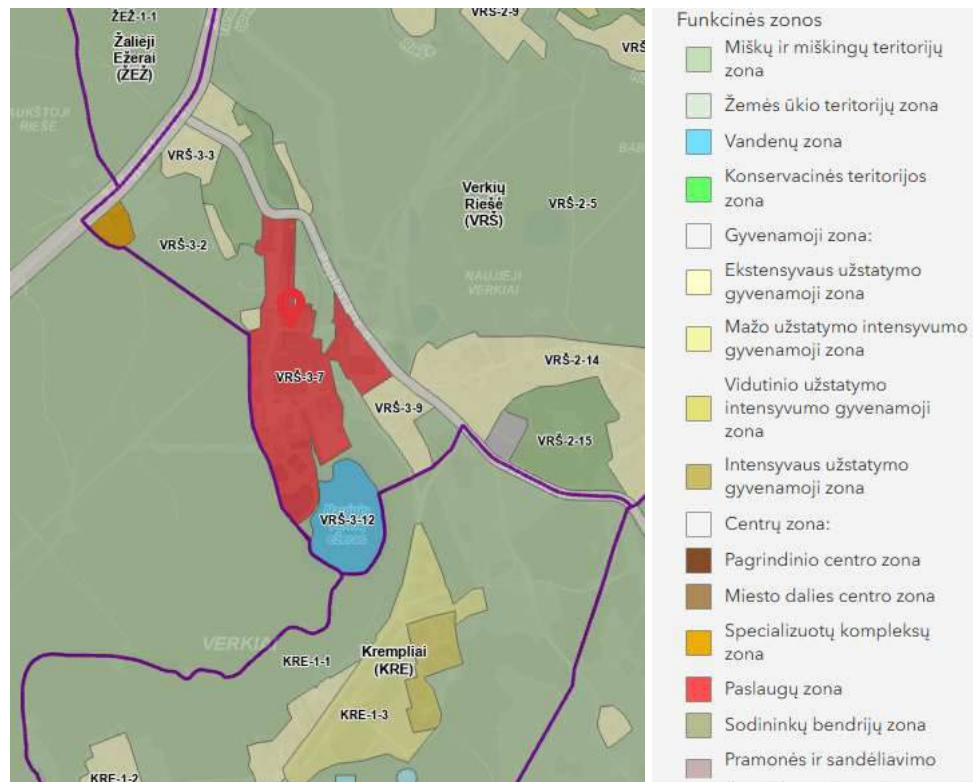 ŽEŽ-1-1
VRŠ-2-9
Žalieji
Ežerai
(ŽEŽ)
VRŠ
AUKŠTOJI
RIEŠĖ
VRŠ-3-3
Verkių
Riešė
(VRŠ)
VRŠ-2-5
VRŠ-3-2
NAUJIEJI
VERKIAI
VRŠ-2-14
VRŠ-3-7
VRŠ-3-9
VRŠ-2-15
VRŠ-3-12
VERKIAI
Krempliai
(KRE)
KRE-1-1
KRE-1-3
KRE-1-2
Funkcinės zonos
Miškų ir miškingų teritorijų
zona
Žemės ūkio teritorijų zona
Vandenų zona
Konservacinės teritorijos
zona
Gyvenamoji zona:
Ekstensyvaus užstatymo
gyvenamoji zona
Mažo užstatymo intensyvumo
gyvenamoji zona
Vidutinio užstatymo
intensyvumo gyvenamoji
zona
Intensyvaus užstatymo
gyvenamoji zona
Centrų zona:
Pagrindinio centro zona
Miesto dalies centro zona
Specializuotų kompleksų
zona
Paslaugų zona
Sodininkų bendrijų zona
Pramonės ir sandėliavimo